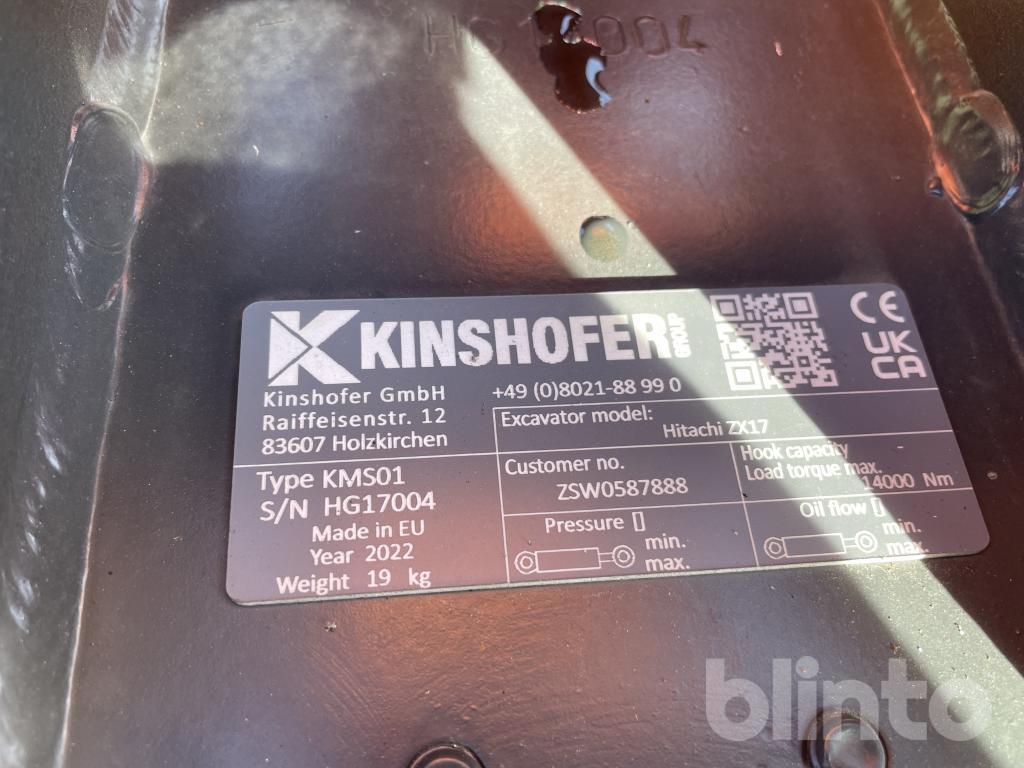 KINSHOFER
GROUP
CE
UK
CA
Kinshofer GmbH
Raiffeisenstr. 12
83607 Holzkirchen
+49 (0)8021-88 99 0
Excavator model:
Hitachi ZX17
Type KMS01
S/N HG17004
Made in EU
Year 2022
Weight 19 kg
Customer no.
ZSW0587888
Hook capacity -
Load torque max.
14000 Nm
Pressure []
min.
max.
Oil flow []
min.
max.
blinto